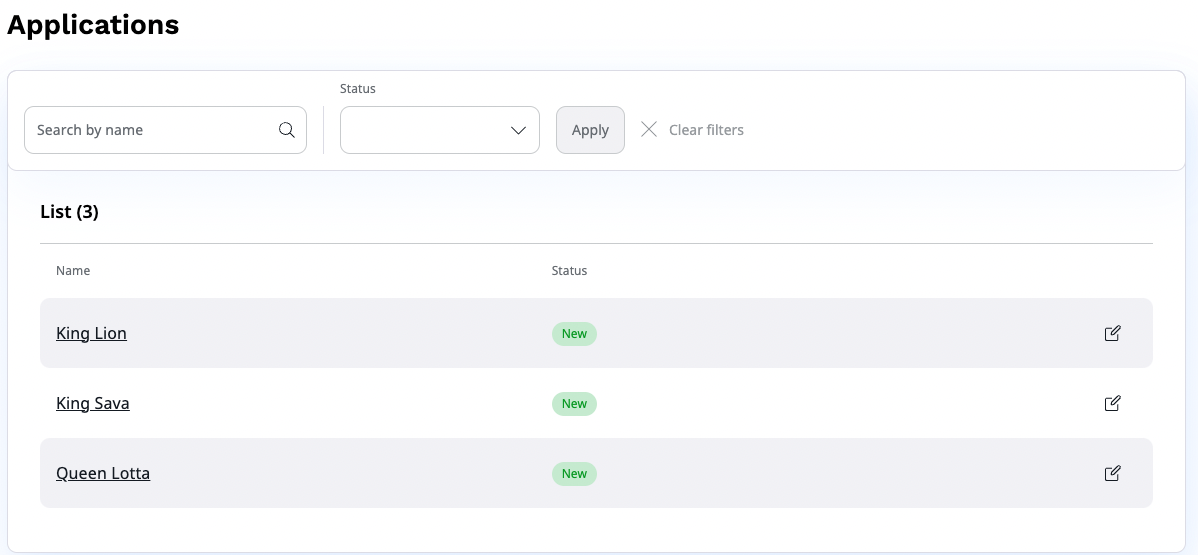 Applications
Status
Search by name
Apply
Clear filters
List (3)
Name Status
King Lion New
King Sava New
Queen Lotta New